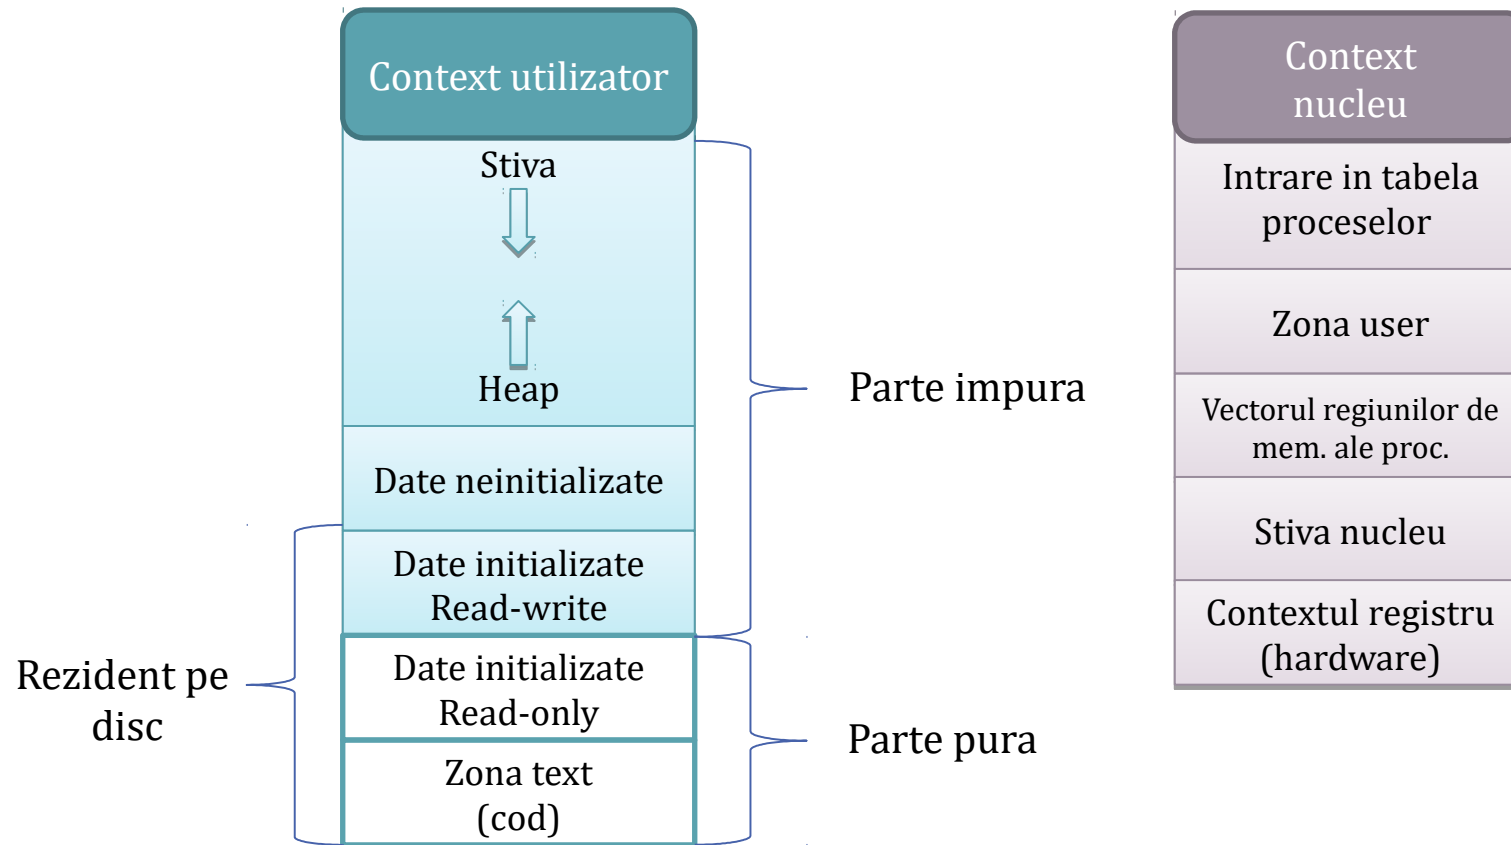 Context utilizator
Stiva
Heap
Date neinitializate
Date initializate
Read-write
Date initializate
Read-only
Zona text
(cod)
Rezident pe
disc
Parte impura
Parte pura
Context
nucleu
Intrare in tabela
proceselor
Zona user
Vectorul regiunilor de
mem. ale proc.
Stiva nucleu
Contextul registru
(hardware)